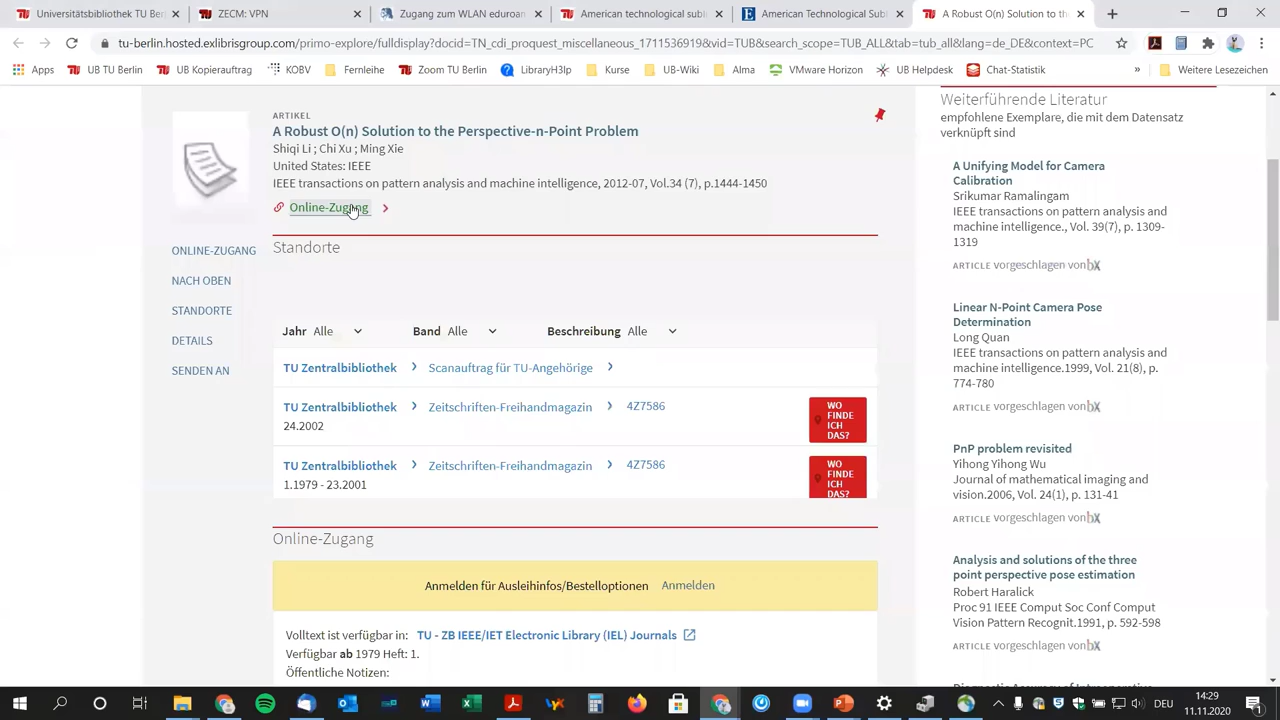 Universitätsbibliothek TU Ber
ZECM: VPN
Zugang zum WLAN eduroa
American technological sub
American Technological Sub
A Robust O(n) Solution to the
tu-berlin.hosted.exlibrisgroup.com/primo-explore/fulldisplay?docid=TN_cdi_proquest_miscellaneous_1711536919&vid=TUB&search_scope=TUB_ALL&tab=tub_all&lang=de_DE&context=PC
Apps
UB TU Berlin
UB Kopierauftrag
KOBV
Fernleihe
Zoom TU Berlin
LibraryH3lp
Kurse
UB-Wiki
Alma
VMware Horizon
UB Helpdesk
Chat-Statistik
»
Weitere Lesezeichen
ARTIKEL
A Robust O(n) Solution to the Perspective-n-Point Problem
Shiqi Li ; Chi Xu ; Ming Xie
United States: IEEE
IEEE transactions on pattern analysis and machine intelligence, 2012-07, Vol.34 (7), p.1444-1450
Online-Zugang
ONLINE-ZUGANG
NACH OBEN
STANDORTE
DETAILS
SENDEN AN
Standorte
Jahr Alle Band Alle Beschreibung Alle
TU Zentralbibliothek Scanauftrag für TU-Angehörige
TU Zentralbibliothek Zeitschriften-Freihandmagazin 4Z7586
24.2002
WO
FINDE
ICH
DAS?
TU Zentralbibliothek Zeitschriften-Freihandmagazin 4Z7586
1.1979 - 23.2001
WO
FINDE
ICH
DAS?
Online-Zugang
Anmelden für Ausleihinfos/Bestelloptionen Anmelden
Volltext ist verfügbar in: TU - ZB IEEE/IET Electronic Library (IEL) Journals
Verfügbar ab 1979 Heft: 1.
Öffentliche Notizen:
Weiterführende Literatur
empfohlene Exemplare, die mit dem Datensatz
verknüpft sind
A Unifying Model for Camera
Calibration
Srikumar Ramalingam
IEEE transactions on pattern analysis and
machine intelligence., Vol. 39(7), p. 1309-
1319
ARTICLE vorgeschlagen von bX
Linear N-Point Camera Pose
Determination
Long Quan
IEEE transactions on pattern analysis and
machine intelligence.1999, Vol. 21(8), p.
774-780
ARTICLE vorgeschlagen von bX
PnP problem revisited
Yihong Yihong Wu
Journal of mathematical imaging and
vision.2006, Vol. 24(1), p. 131-41
ARTICLE vorgeschlagen von bX
Analysis and solutions of the three
point perspective pose estimation
Robert Haralick
Proc 91 IEEE Comput Soc Conf Comput
Vision Pattern Recognit.1991, p. 592-598
ARTICLE vorgeschlagen von bX
DEU
14:29
11.11.2020